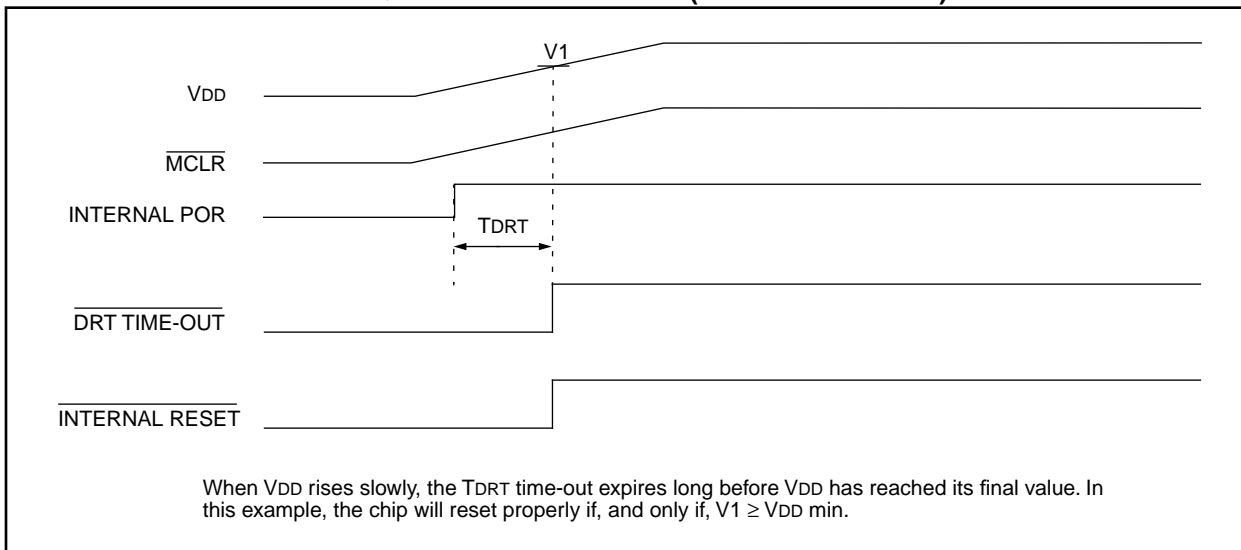 V1
VDD
MCLR
INTERNAL POR
TDRT
DRT TIME-OUT
INTERNAL RESET
When VDD rises slowly, the TDRT time-out expires long before VDD has reached its final value. In
this example, the chip will reset properly if, and only if, V1 ≥ VDD min.